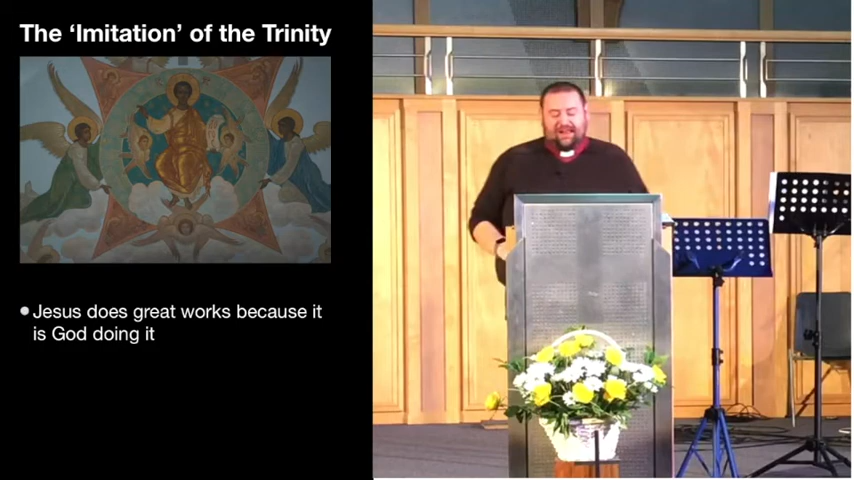 The ‘Imitation’ of the Trinity
Jesus does great works because it
is God doing it